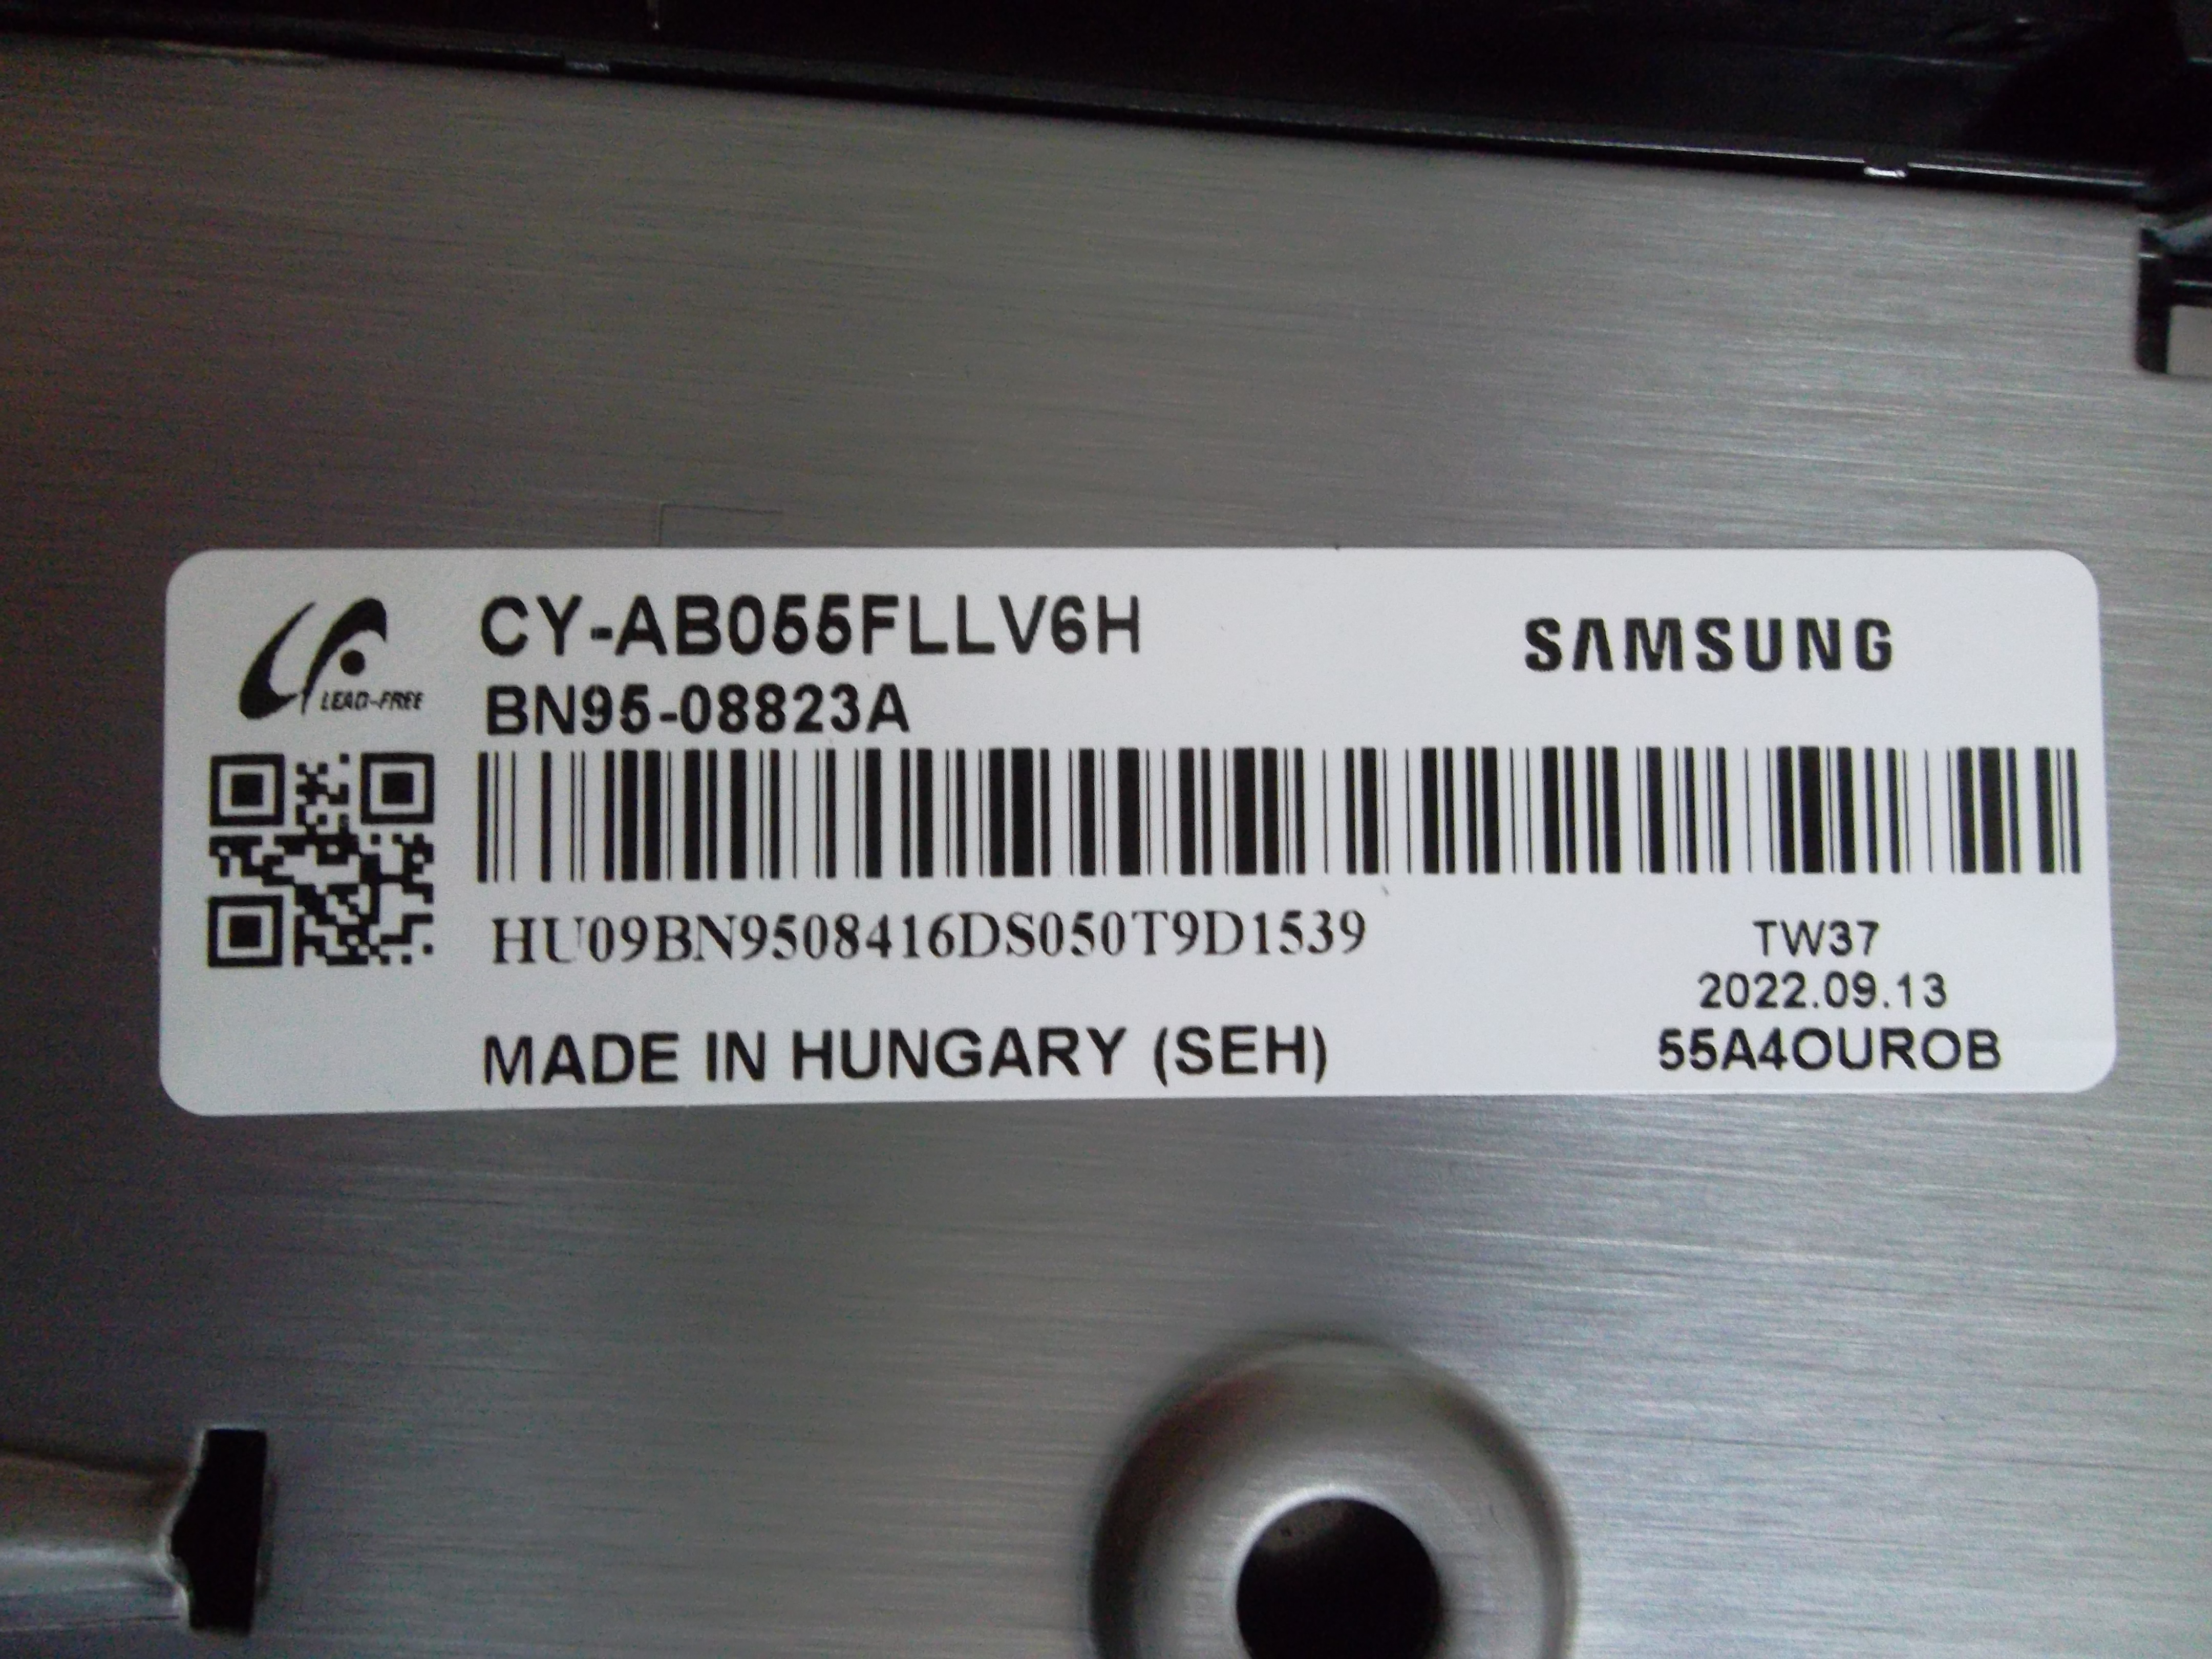 LEAD-FREE
CY-AB055FLLV6H
SAMSUNG
BN95-08823A
HU09BN9508416DS050T9D1539
TW37
2022.09.13
MADE IN HUNGARY (SEH)
55A4OUROB